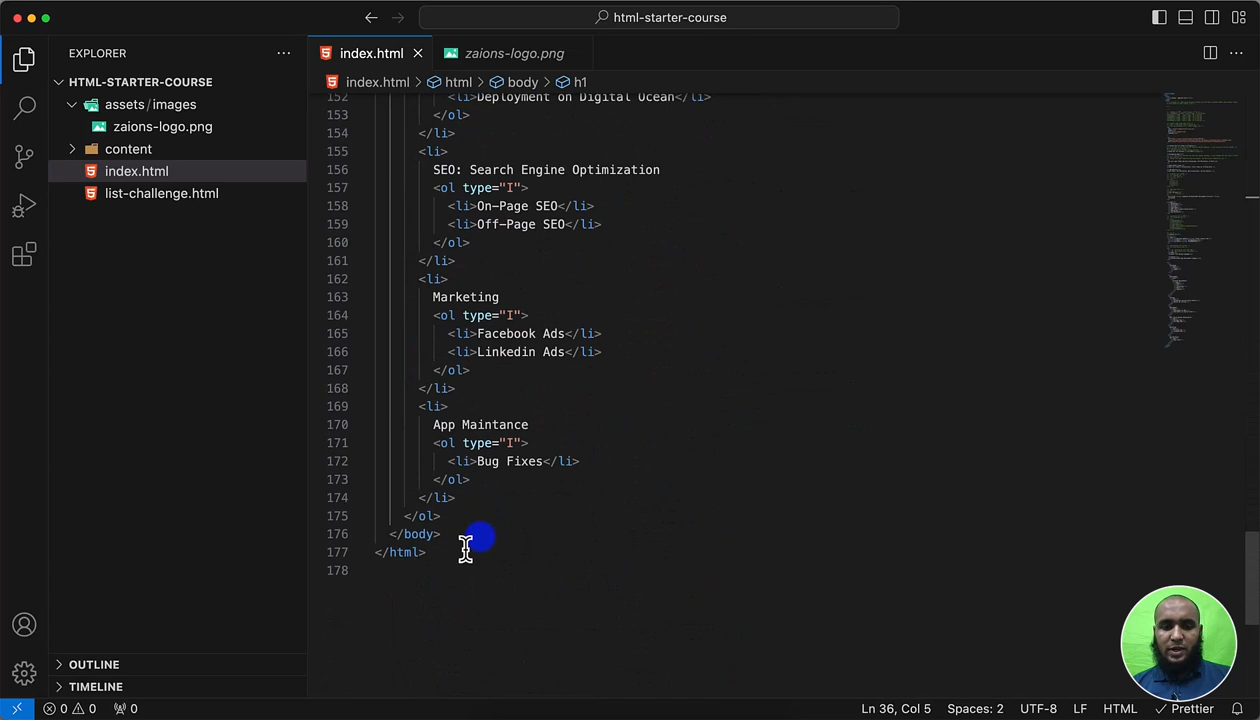 html-starter-course
EXPLORER
index.html
zaions-logo.png
HTML-STARTER-COURSE
index.html > html > body > h1
assets/images
zaions-logo.png
content
index.html
list-challenge.html
152 <li>Deployment on Digital Ocean</li>
153 </ol>
154 </li>
155 <li>
156 SEO: Search Engine Optimization
157 <ol type="I">
158 <li>On-Page SEO</li>
159 <li>Off-Page SEO</li>
160 </ol>
161 </li>
162 <li>
163 Marketing
164 <ol type="I">
165 <li>Facebook Ads</li>
166 <li>Linkedin Ads</li>
167 </ol>
168 </li>
169 <li>
170 App Maintance
171 <ol type="I">
172 <li>Bug Fixes</li>
173 </ol>
174 </li>
175 </ol>
176 </body>
177 </html>
178
OUTLINE
TIMELINE
0 0 0 Ln 36, Col 5 Spaces: 2 UTF-8 LF HTML Prettier